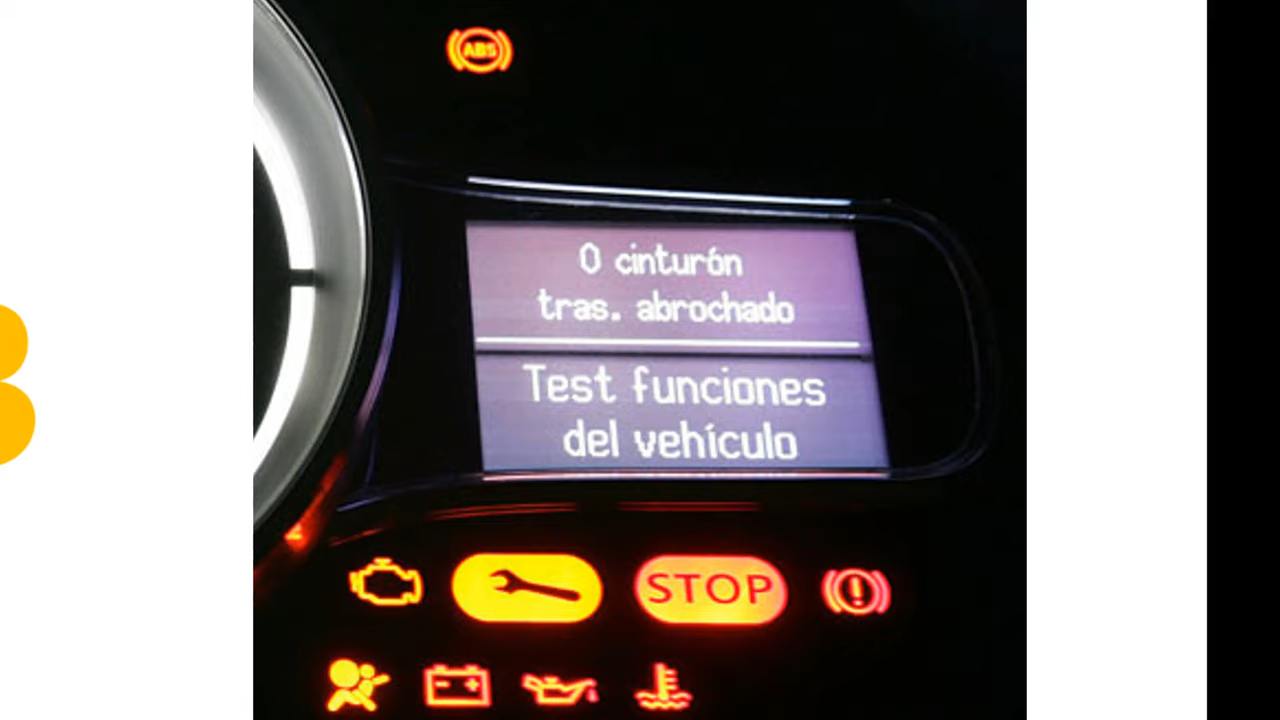 ABS
0 cinturón
tras. abrochado
Test funciones
del vehículo
STOP